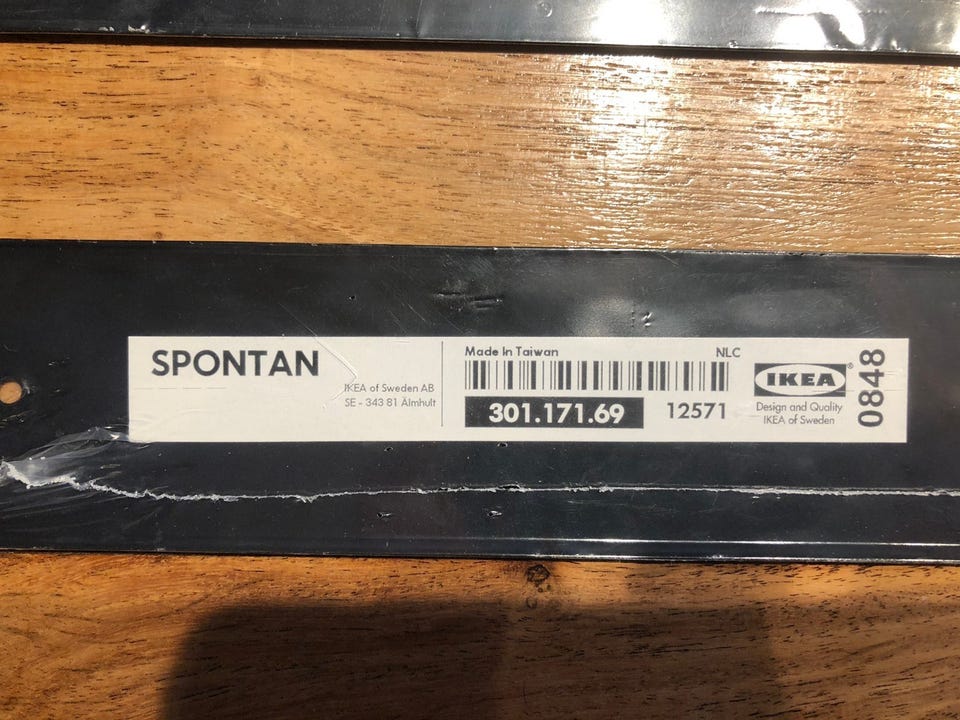 SPONTAN
IKEA of Sweden AB
SE - 343 81 Älmhult
Made In Taiwan
NLC
301.171.69
12571
IKEA®
Design and Quality
IKEA of Sweden
0848